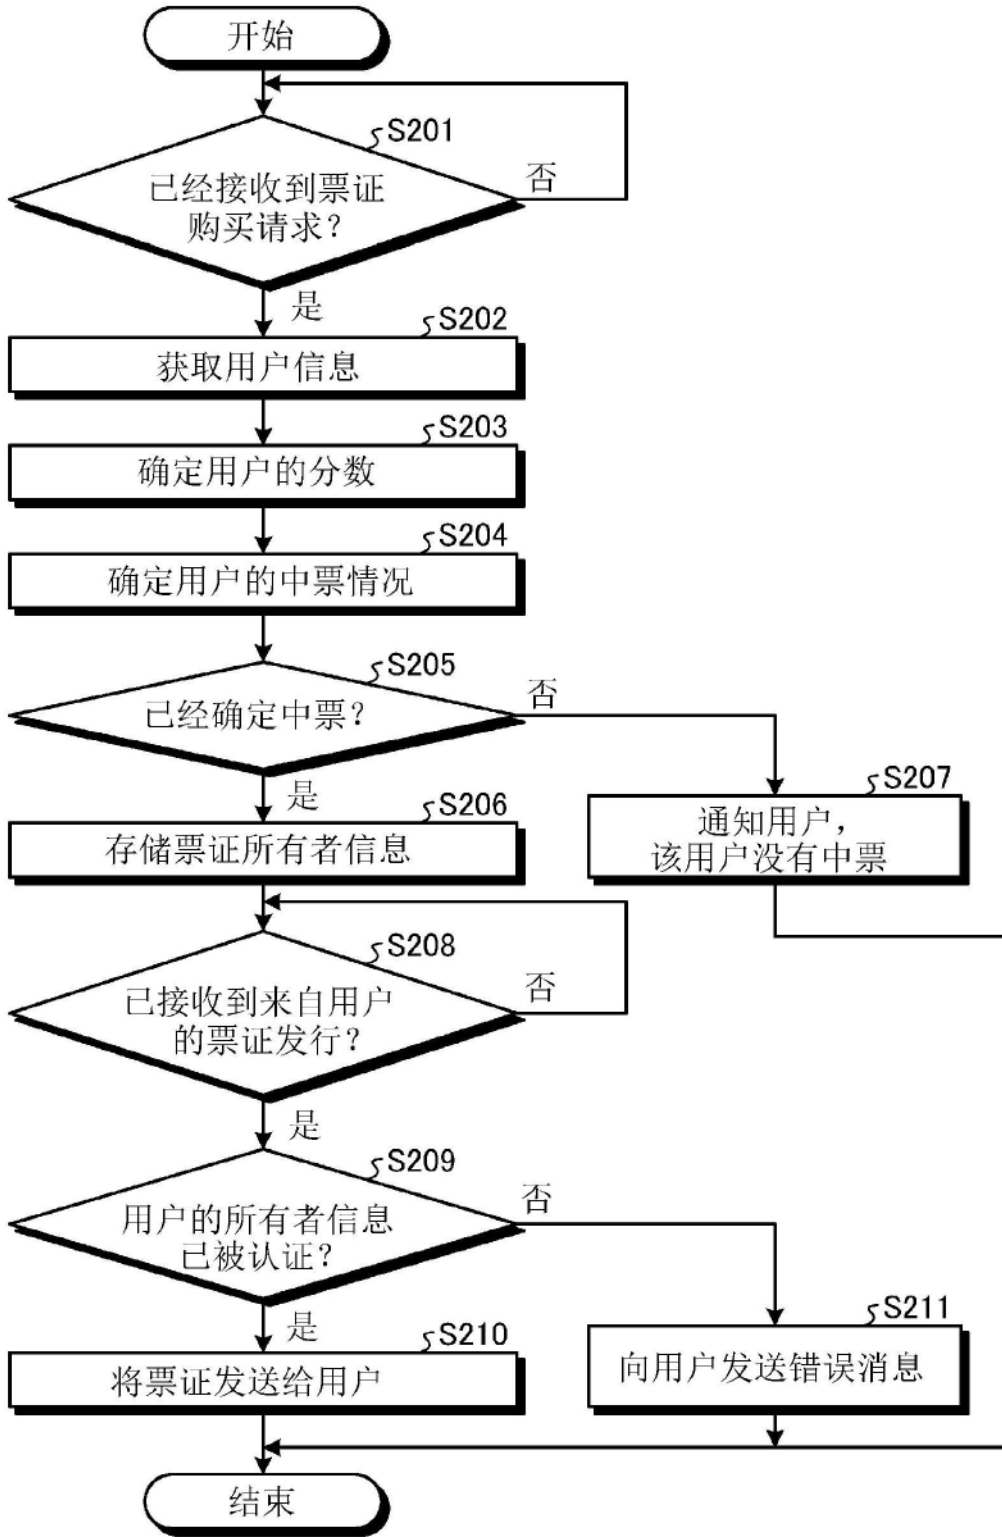 开始
S201
已经接收到票证
购买请求？
否
是
S202
获取用户信息
S203
确定用户的分数
S204
确定用户的中票情况
S205
已经确定中票？
否
是
S206
存储票证所有者信息
S207
通知用户，
该用户没有中票
S208
已接收到来自用户
的票证发行？
否
是
S209
用户的所有者信息
已被认证？
否
是
S210
将票证发送给用户
S211
向用户发送错误消息
结束